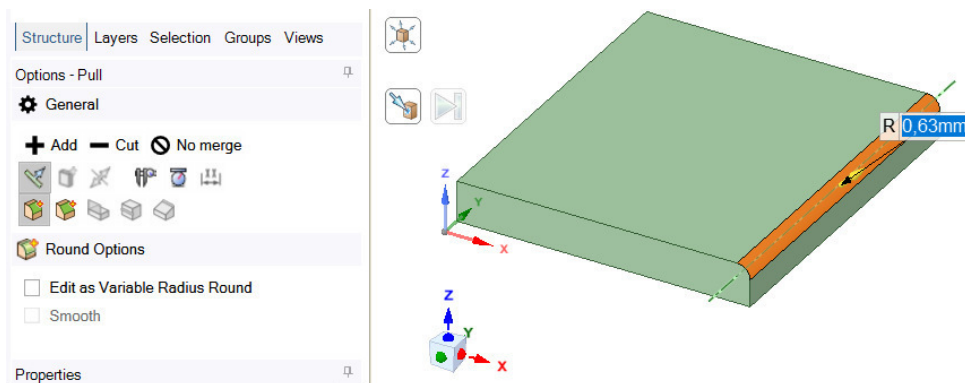 Structure Layers Selection Groups Views
Options - Pull
General
Add Cut No merge
Round Options
Edit as Variable Radius Round
Smooth
Properties
R 0,63mm
Z
Y
X
Z
Y
X